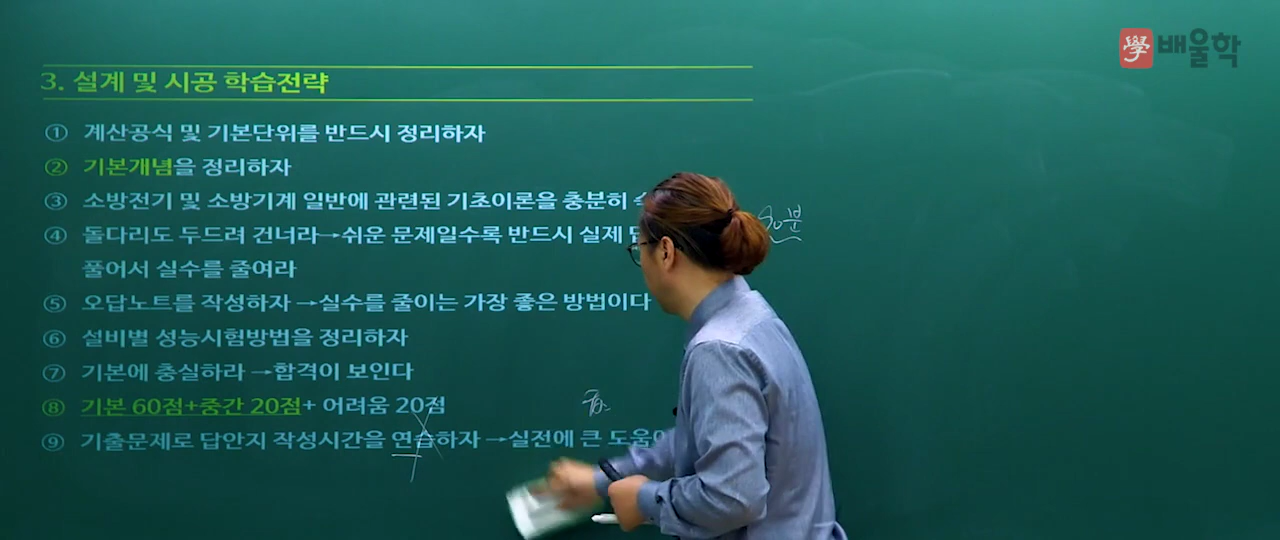 學 배울학
3. 설계 및 시공 학습전략
① 계산공식 및 기본단위를 반드시 정리하자
② 기본개념을 정리하자
③ 소방전기 및 소방기계 일반에 관련된 기초이론을 충분히
④ 돌다리도 두드려 건너라→쉬운 문제일수록 반드시 실제
풀어서 실수를 줄여라
⑤ 오답노트를 작성하자 →실수를 줄이는 가장 좋은 방법이다
⑥ 설비별 성능시험방법을 정리하자
⑦ 기본에 충실하라 →합격이 보인다
⑧ 기본 60점+중간 20점+ 어려움 20점
⑨ 기출문제로 답안지 작성시간을 연습하자 →실전에 큰 도움